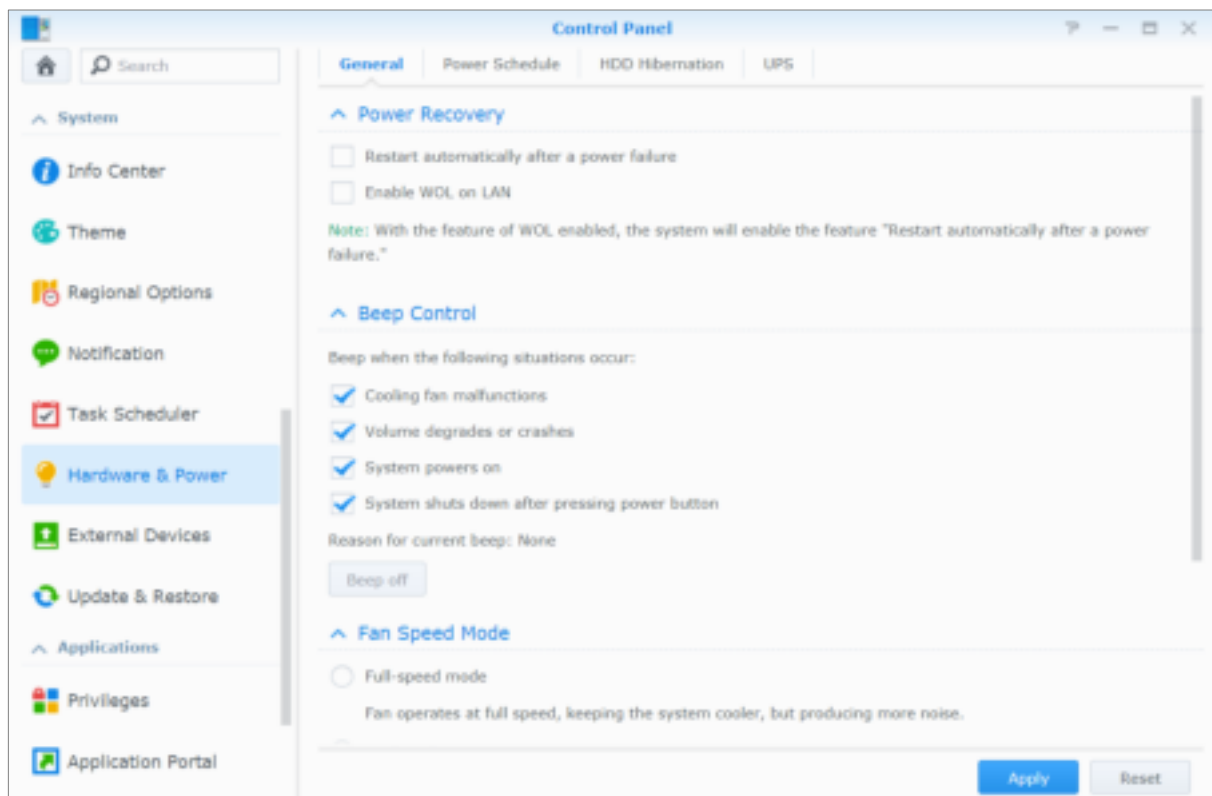 Control Panel
Search
General Power Schedule HDD Hibernation UPS
System
Info Center
Theme
Regional Options
Notification
Task Scheduler
Hardware & Power
External Devices
Update & Restore
Applications
Privileges
Application Portal
Power Recovery
Restart automatically after a power failure
Enable WOL on LAN
Note: With the feature of WOL enabled, the system will enable the feature "Restart automatically after a power
failure."
Beep Control
Beep when the following situations occur:
Cooling fan malfunctions
Volume degrades or crashes
System powers on
System shuts down after pressing power button
Reason for current beep: None
Beep off
Fan Speed Mode
Full-speed mode
Fan operates at full speed, keeping the system cooler, but producing more noise.
Apply Reset